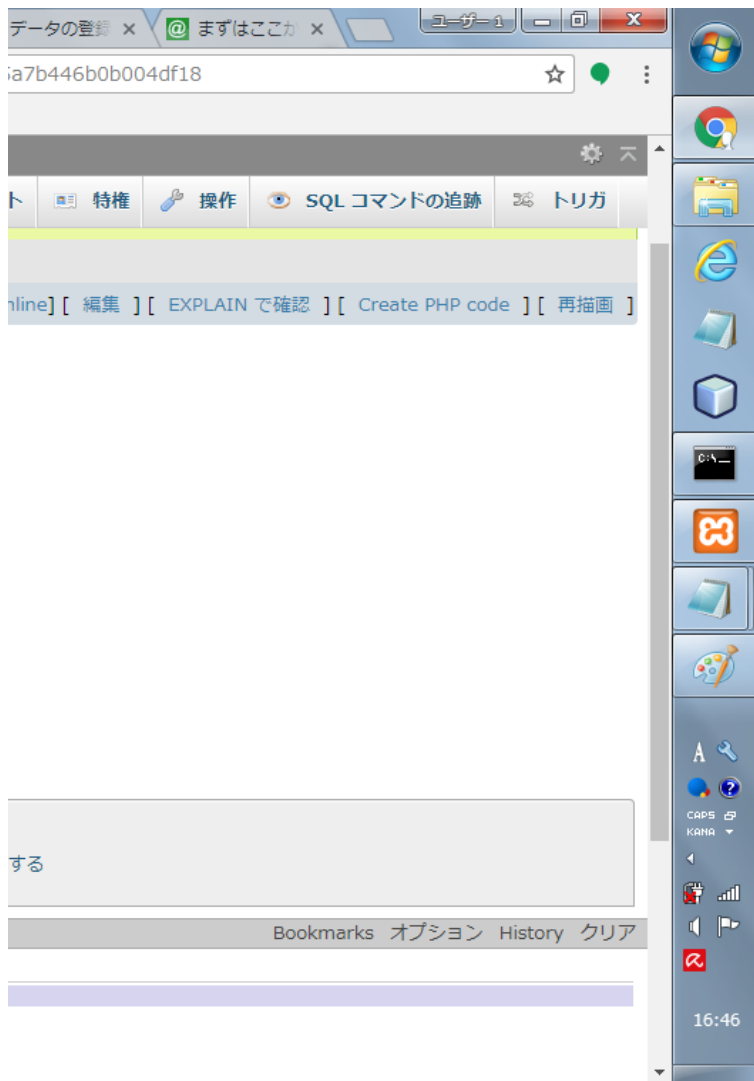 データの登録 × @ まずはここか × ユーザー 1
5a7b446b0b004df18
ト 特権 操作 SQL コマンドの追跡 トリガ
nline] [ 編集 ] [ EXPLAIN で確認 ] [ Create PHP code ] [ 再描画 ]
C:\
A
CAPS
KANA
する
Bookmarks オプション History クリア
16:46